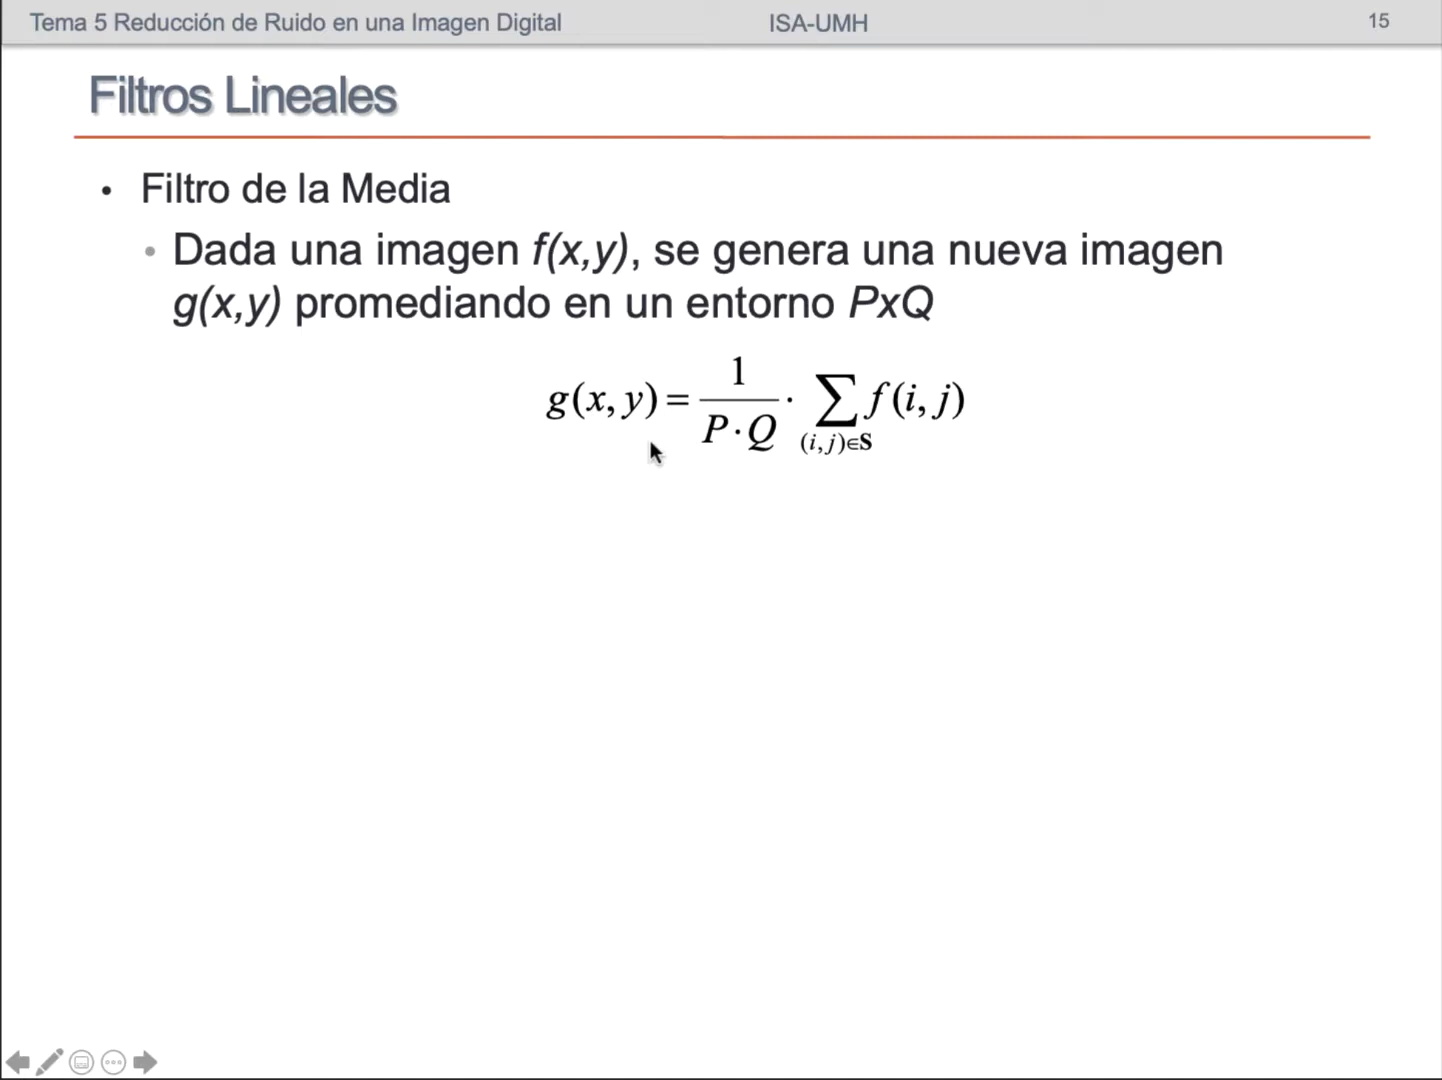 Tema 5 Reducción de Ruido en una Imagen Digital ISA-UMH 15
Filtros Lineales
• Filtro de la Media
• Dada una imagen f(x,y), se genera una nueva imagen
g(x,y) promediando en un entorno PxQ
g(x, y) = 1 / (P · Q) · ∑_{(i,j)∈S} f(i, j)